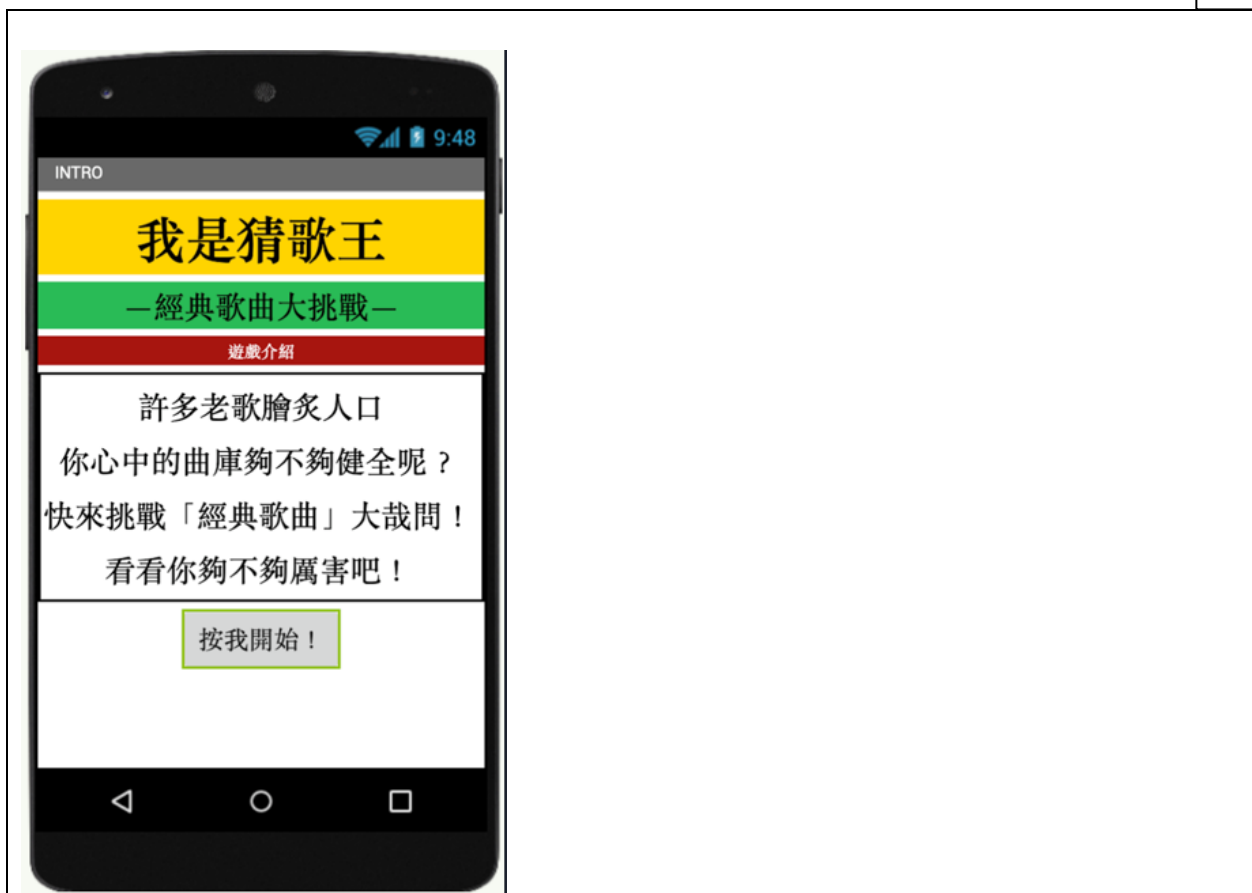 9:48
INTRO
我是猜歌王
—經典歌曲大挑戰—
遊戲介紹
許多老歌膾炙人口
你心中的曲庫夠不夠健全呢？
快來挑戰「經典歌曲」大哉問！
看看你夠不夠厲害吧！
按我開始！